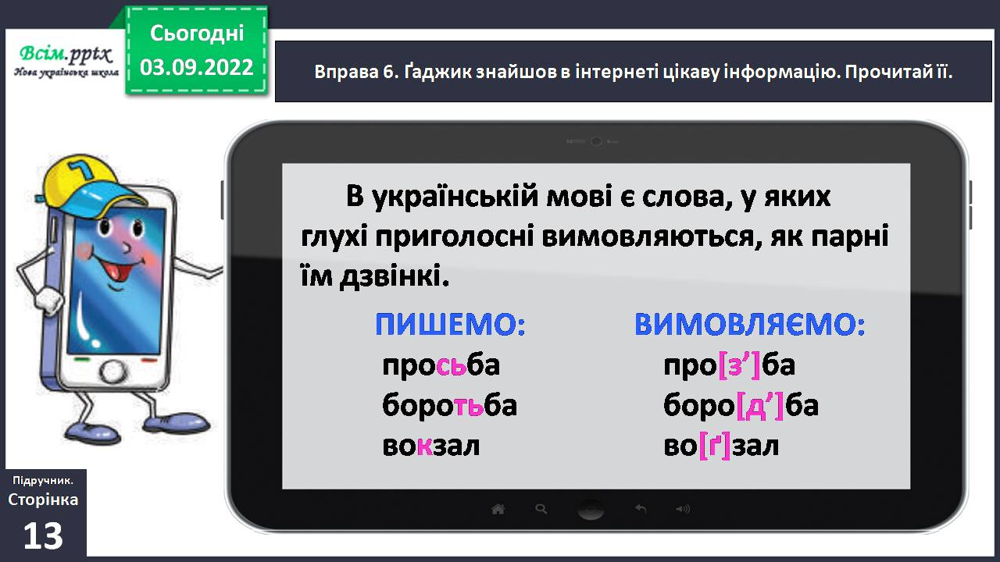 Сьогодні
03.09.2022
Всім.pptx
Нова українська школа
Вправа 6. Ґаджик знайшов в інтернеті цікаву інформацію. Прочитай її.
В українській мові є слова, у яких
глухі приголосні вимовляються, як парні
їм дзвінкі.
ПИШЕМО: ВИМОВЛЯЄМО:
просьба про[з’]ба
боротьба боро[д’]ба
вокзал во[ґ]зал
Підручник.
Сторінка
13